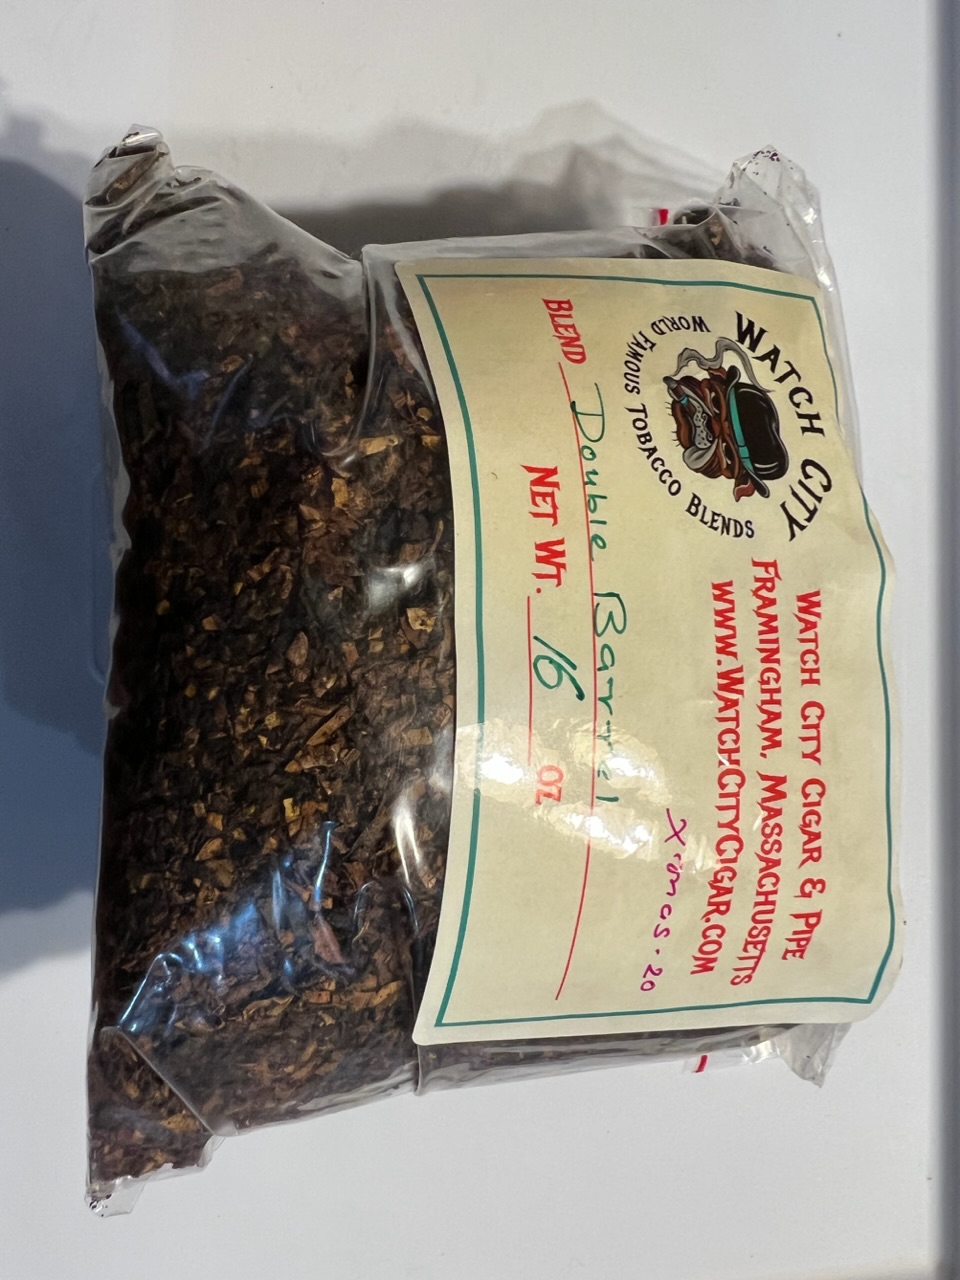 WATCH CITY
WORLD FAMOUS TOBACCO BLENDS
WATCH CITY CIGAR & PIPE
FRAMINGHAM, MASSACHUSETTS
WWW.WATCHCITYCIGAR.COM
Xmas-20
BLEND Double Barrel
NET WT. 16 OZ